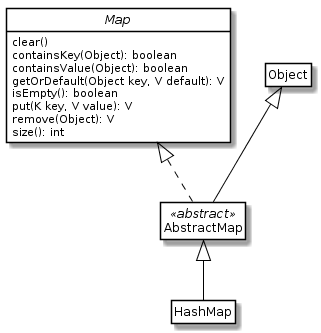 Map
clear()
containsKey(Object): boolean
containsValue(Object): boolean
getOrDefault(Object key, V default): V
isEmpty(): boolean
put(K key, V value): V
remove(Object): V
size(): int
Object
«abstract»
AbstractMap
HashMap